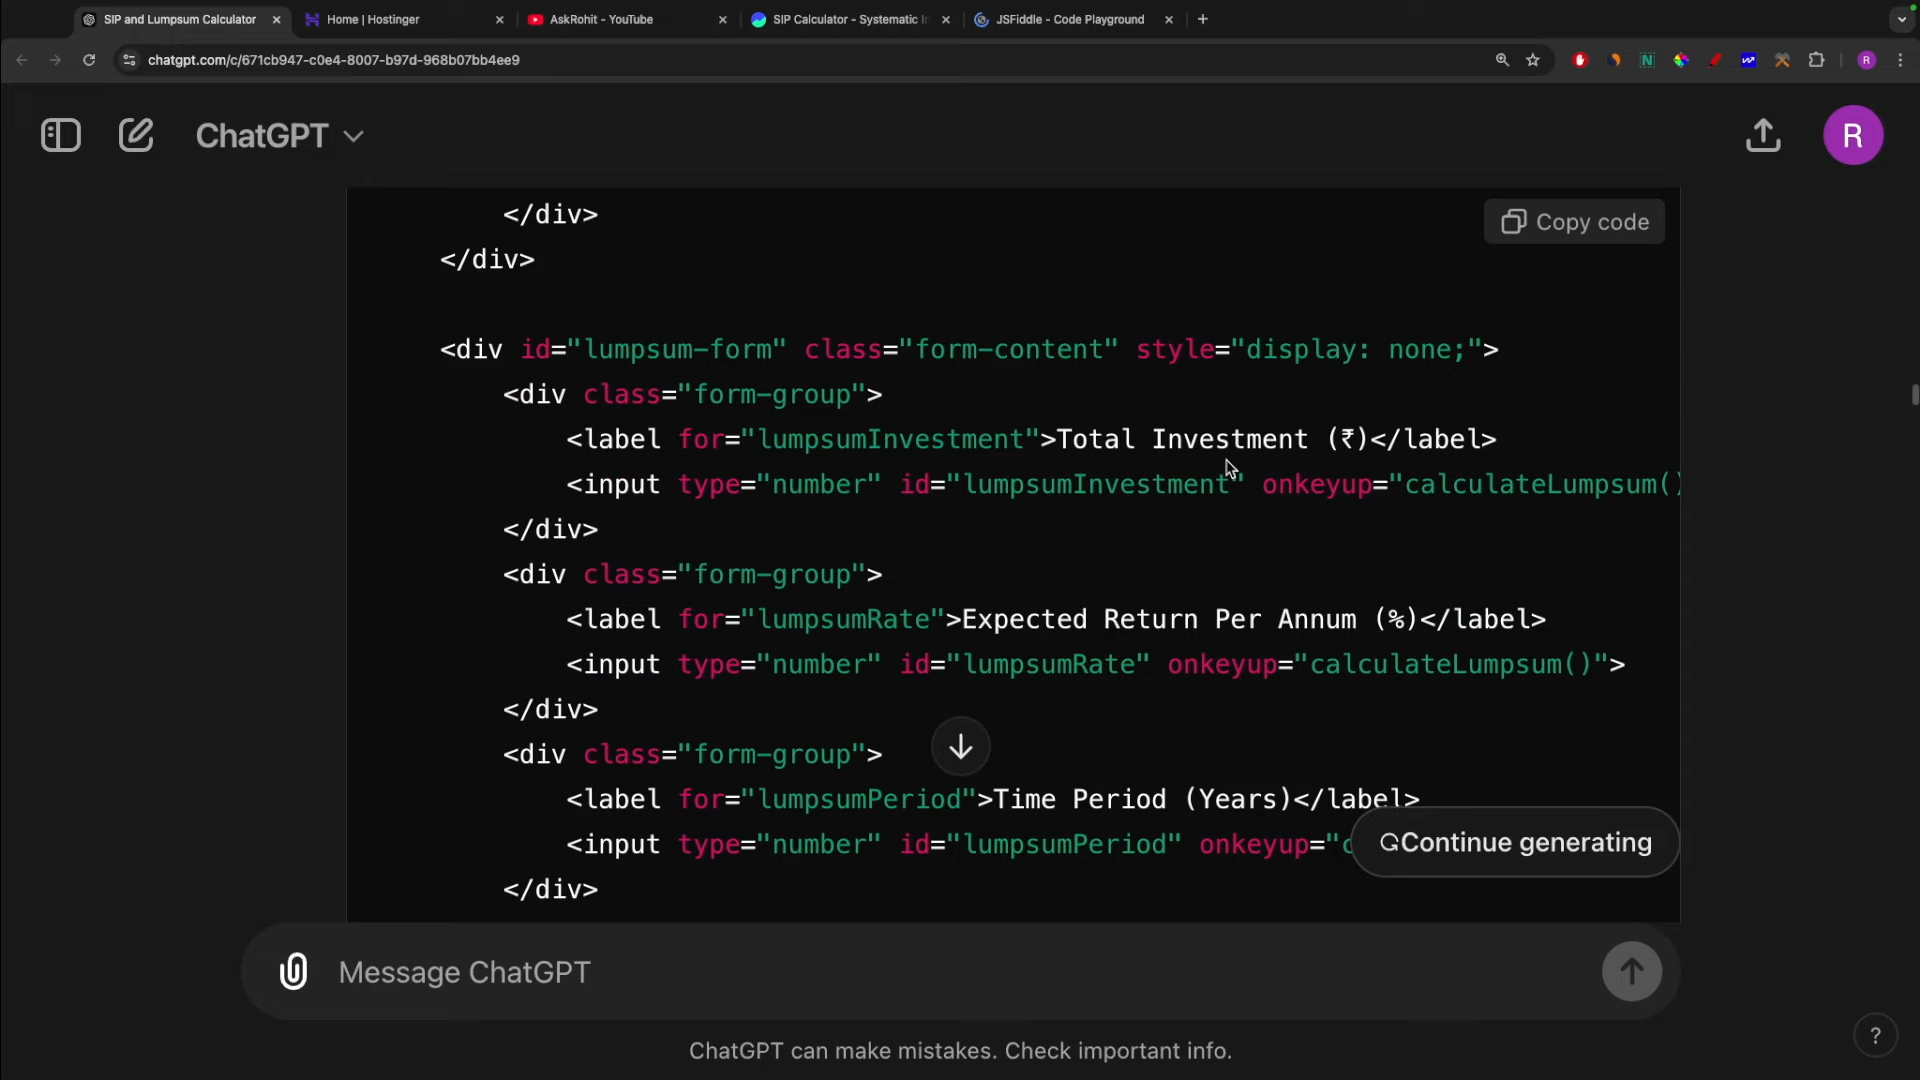 SIP and Lumpsum Calculator
Home | Hostinger
AskRohit - YouTube
SIP Calculator - Systematic I
JSFiddle - Code Playground
chatgpt.com/c/671cb947-c0e4-8007-b97d-968b07bb4ee9
R
ChatGPT
R
Copy code
</div>
</div>
<div id="lumpsum-form" class="form-content" style="display: none;">
<div class="form-group">
<label for="lumpsumInvestment">Total Investment (₹)</label>
<input type="number" id="lumpsumInvestment" onkeyup="calculateLumpsum()
</div>
<div class="form-group">
<label for="lumpsumRate">Expected Return Per Annum (%)</label>
<input type="number" id="lumpsumRate" onkeyup="calculateLumpsum()">
</div>
<div class="form-group">
<label for="lumpsumPeriod">Time Period (Years)</label>
<input type="number" id="lumpsumPeriod" onkeyup="c
Continue generating
</div>
Message ChatGPT
ChatGPT can make mistakes. Check important info.
?